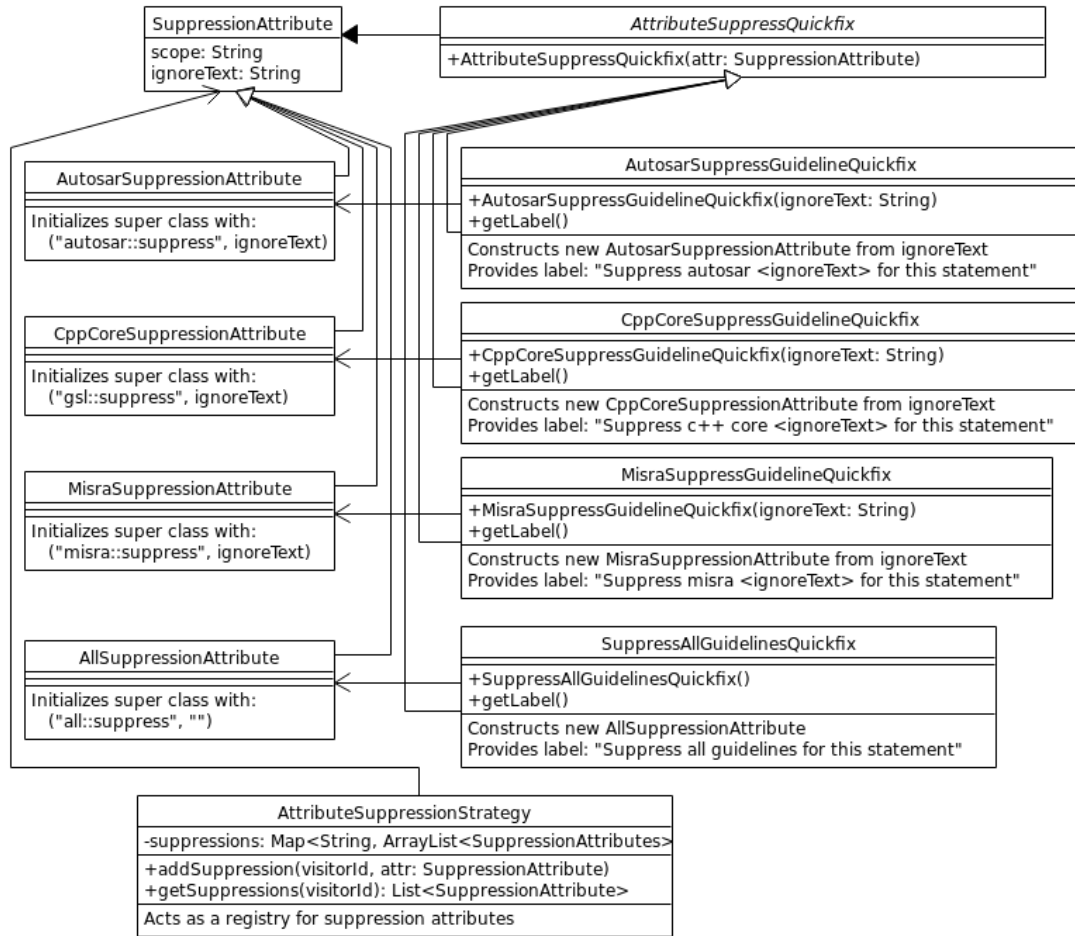 SuppressionAttribute
scope: String
ignoreText: String
AttributeSuppressQuickfix
+AttributeSuppressQuickfix(attr: SuppressionAttribute)
AutosarSuppressionAttribute
Initializes super class with:
("autosar::suppress", ignoreText)
AutosarSuppressGuidelineQuickfix
+AutosarSuppressGuidelineQuickfix(ignoreText: String)
+getLabel()
Constructs new AutosarSuppressionAttribute from ignoreText
Provides label: "Suppress autosar <ignoreText> for this statement"
CppCoreSuppressionAttribute
Initializes super class with:
("gsl::suppress", ignoreText)
CppCoreSuppressGuidelineQuickfix
+CppCoreSuppressGuidelineQuickfix(ignoreText: String)
+getLabel()
Constructs new CppCoreSuppressionAttribute from ignoreText
Provides label: "Suppress c++ core <ignoreText> for this statement"
MisraSuppressionAttribute
Initializes super class with:
("misra::suppress", ignoreText)
MisraSuppressGuidelineQuickfix
+MisraSuppressGuidelineQuickfix(ignoreText: String)
+getLabel()
Constructs new MisraSuppressionAttribute from ignoreText
Provides label: "Suppress misra <ignoreText> for this statement"
AllSuppressionAttribute
Initializes super class with:
("all::suppress", "")
SuppressAllGuidelinesQuickfix
+SuppressAllGuidelinesQuickfix()
+getLabel()
Constructs new AllSuppressionAttribute
Provides label: "Suppress all guidelines for this statement"
AttributeSuppressionStrategy
-suppressions: Map<String, ArrayList<SuppressionAttributes>
+addSuppression(visitorId, attr: SuppressionAttribute)
+getSuppressions(visitorId): List<SuppressionAttribute>
Acts as a registry for suppression attributes